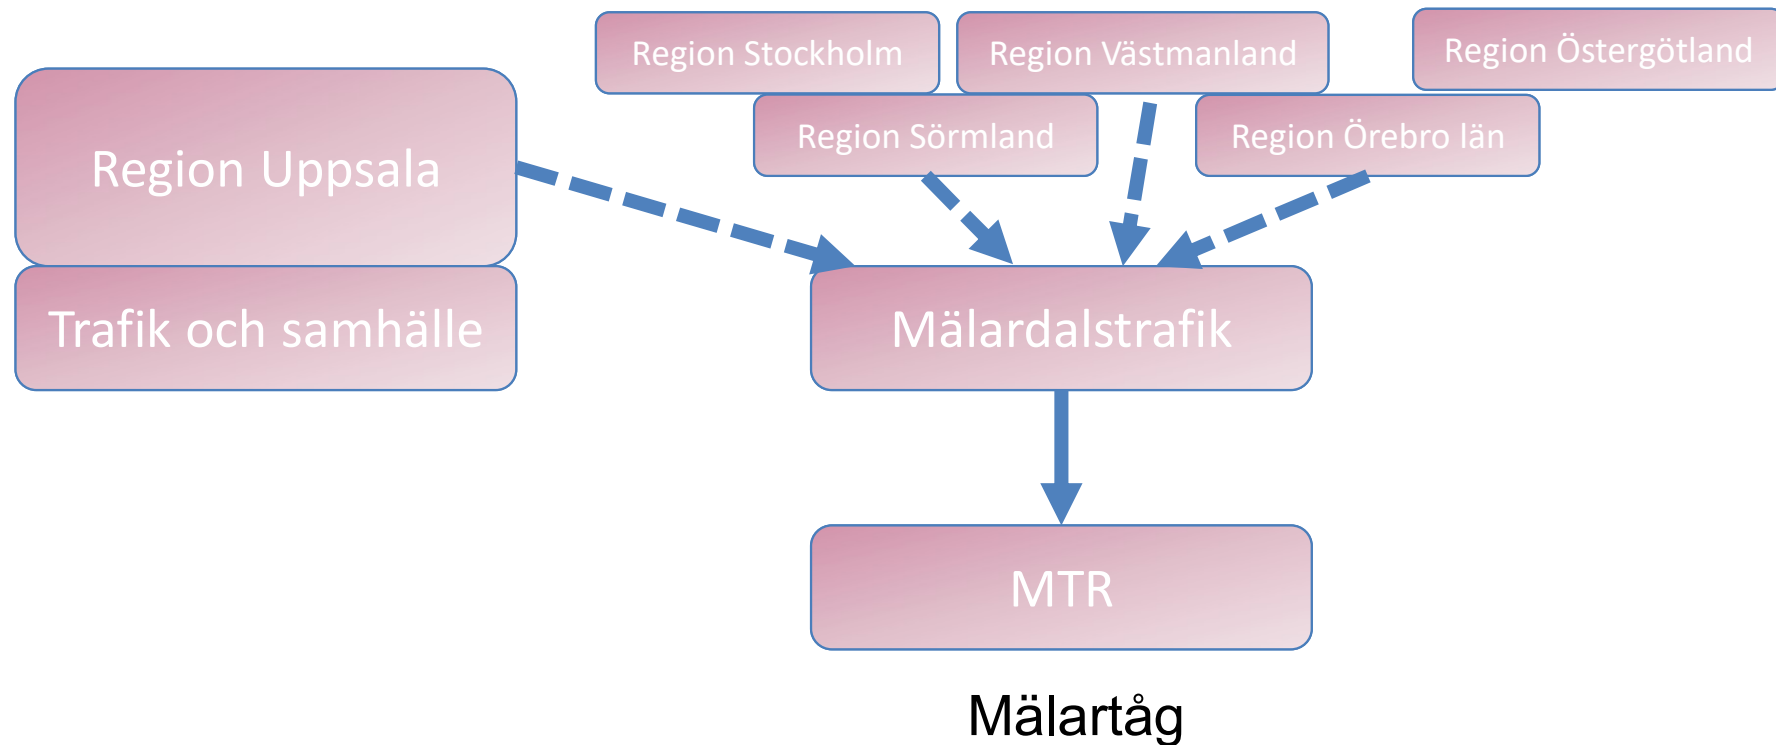 Region Stockholm
Region Västmanland
Region Östergötland
Region Sörmland
Region Örebro län
Region Uppsala
Trafik och samhälle
Mälardalstrafik
MTR
Mälartåg